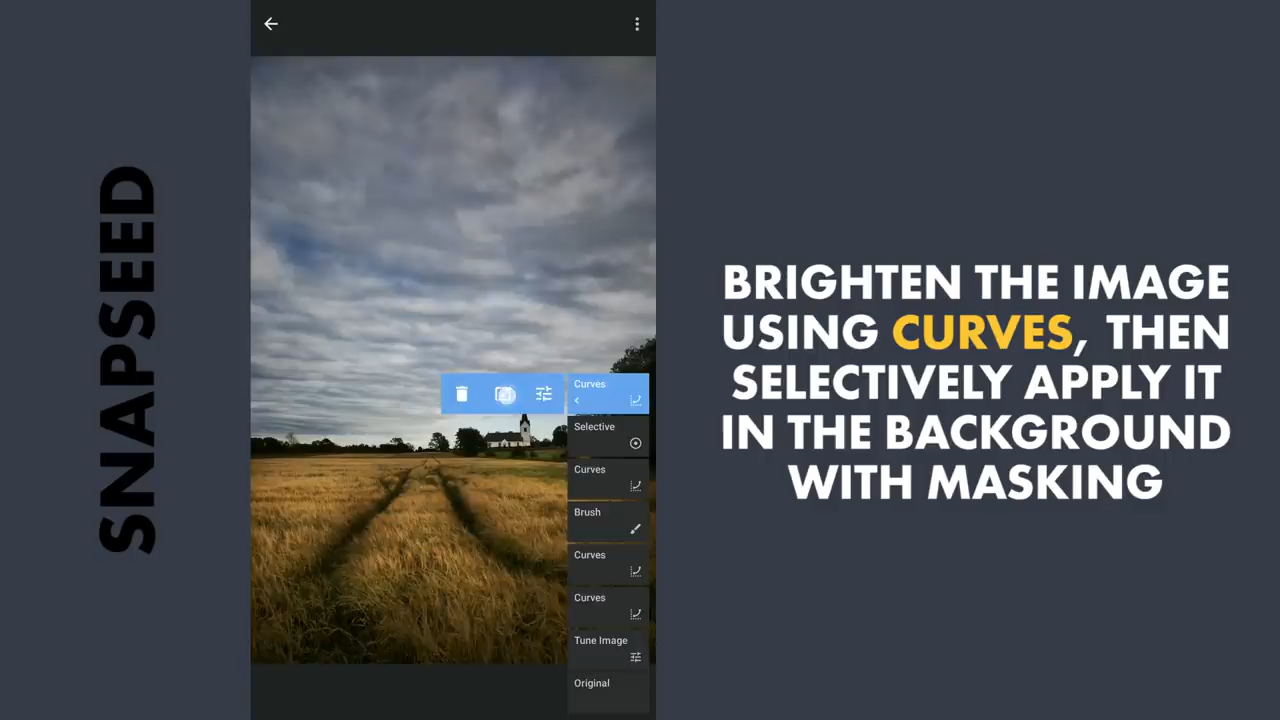 SNAPSEED
Curves
Selective
Curves
Brush
Curves
Curves
Tune Image
Original
BRIGHTEN THE IMAGE
USING CURVES, THEN
SELECTIVELY APPLY IT
IN THE BACKGROUND
WITH MASKING